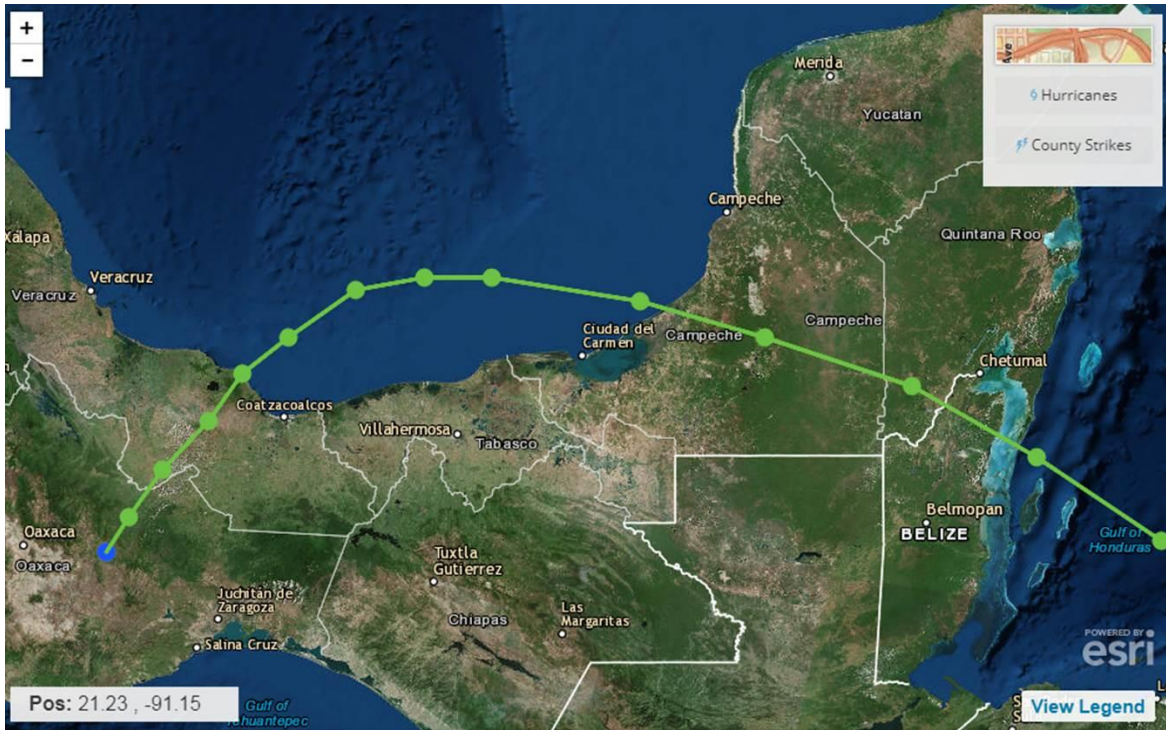 +
−
Merida
Yucatan
Ave
Hurricanes
County Strikes
Campeche
Quintana Roo
Xalapa
Veracruz
Veracruz
Ciudad del
Carmen
Campeche
Campeche
Chetumal
Coatzacoalcos
Villahermosa
Tabasco
Belmopan
BELIZE
Gulf of
Honduras
Oaxaca
Oaxaca
Tuxtla
Gutierrez
Juchitán de
Zaragoza
Chiapas
Las
Margaritas
Salina Cruz
POWERED BY
esri
Pos: 21.23 , -91.15
Gulf of
Tehuantepec
View Legend